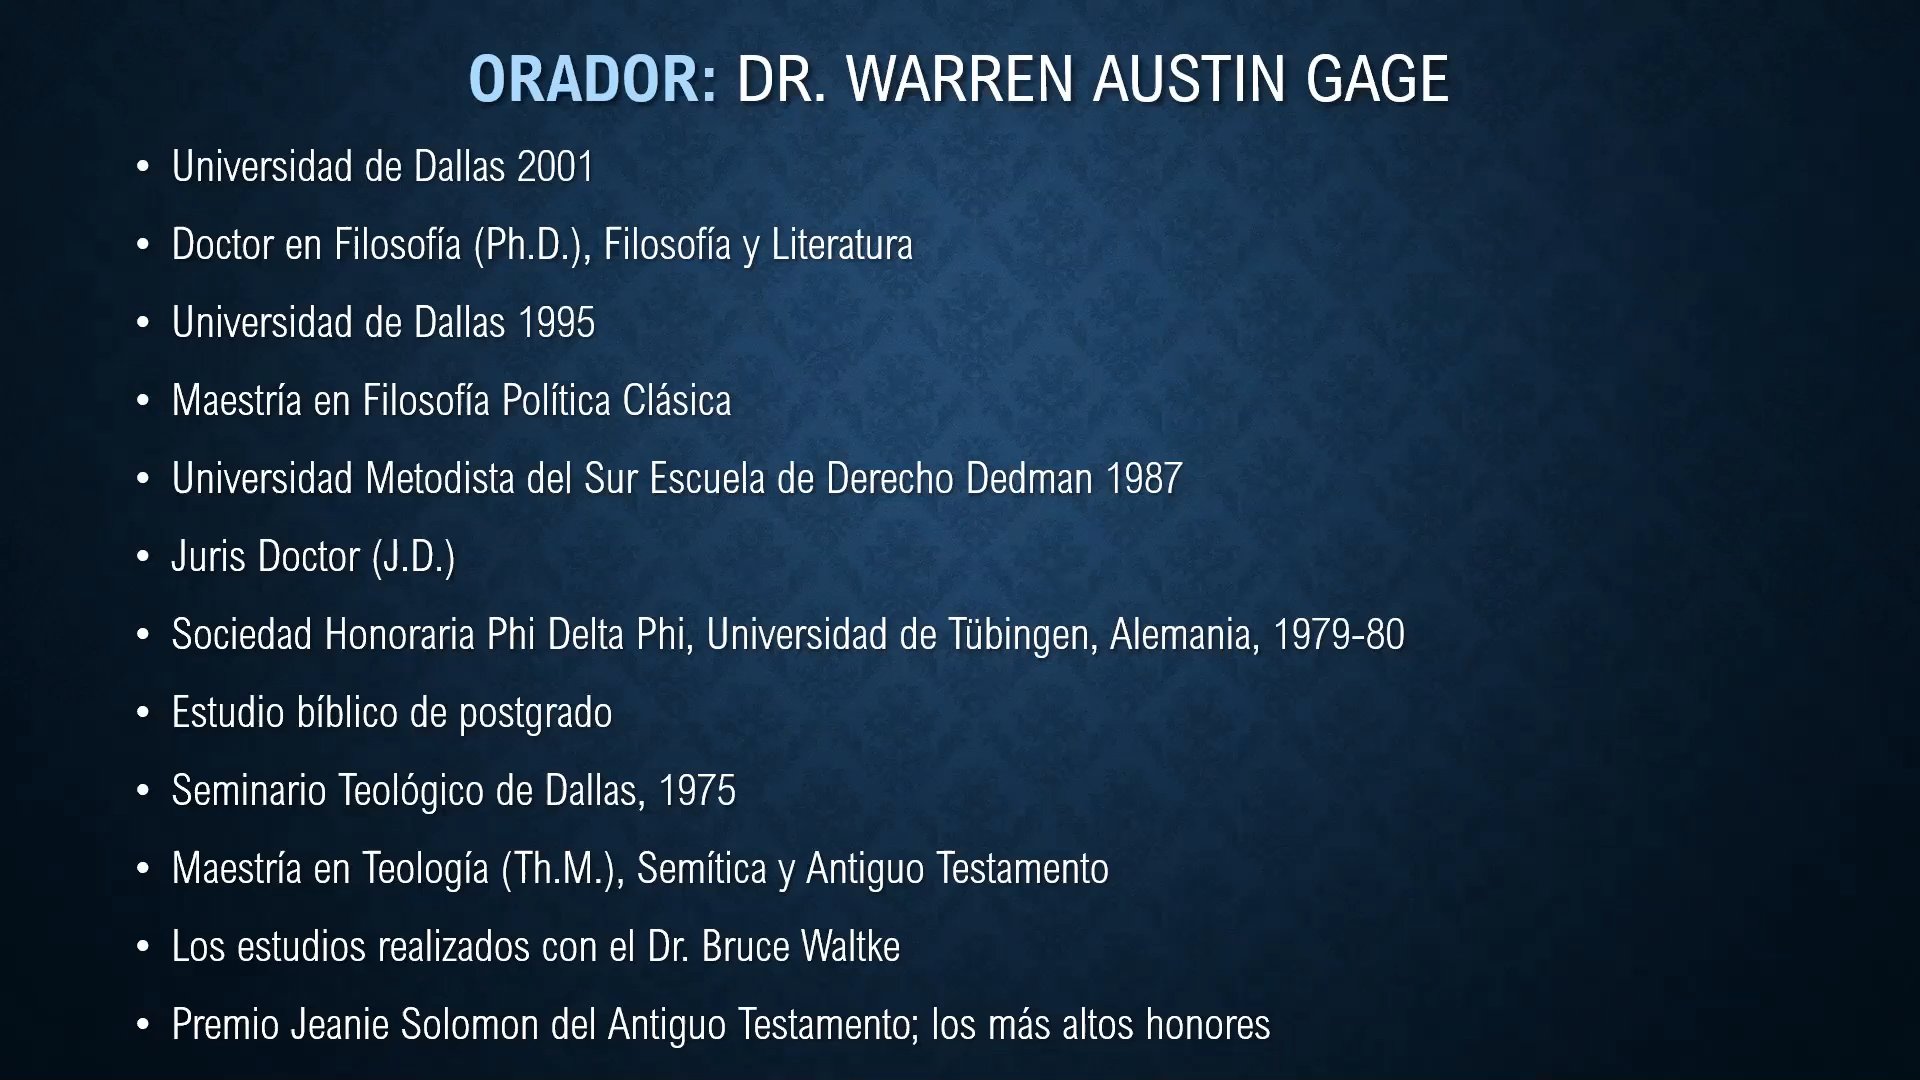 ORADOR: DR. WARREN AUSTIN GAGE
• Universidad de Dallas 2001
• Doctor en Filosofía (Ph.D.), Filosofía y Literatura
• Universidad de Dallas 1995
• Maestría en Filosofía Política Clásica
• Universidad Metodista del Sur Escuela de Derecho Dedman 1987
• Juris Doctor (J.D.)
• Sociedad Honoraria Phi Delta Phi, Universidad de Tübingen, Alemania, 1979-80
• Estudio bíblico de postgrado
• Seminario Teológico de Dallas, 1975
• Maestría en Teología (Th.M.), Semítica y Antiguo Testamento
• Los estudios realizados con el Dr. Bruce Waltke
• Premio Jeanie Solomon del Antiguo Testamento; los más altos honores